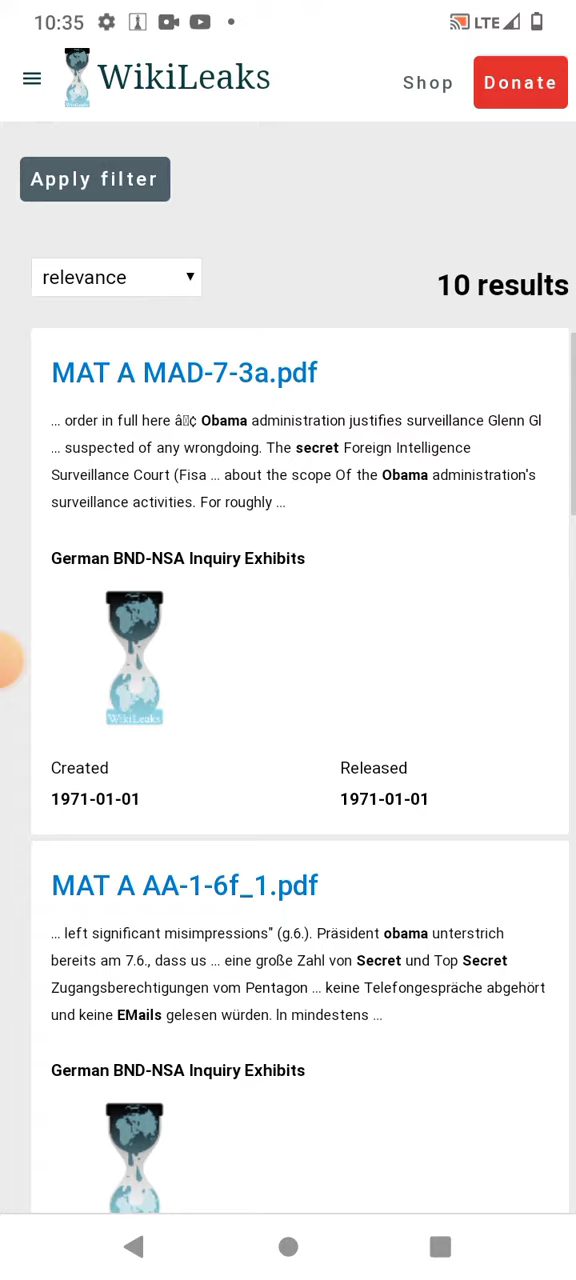 10:35 LTE
WikiLeaks Shop Donate
Apply filter
relevance
10 results
MAT A MAD-7-3a.pdf
... order in full here â¢ Obama administration justifies surveillance Glenn Gl
... suspected of any wrongdoing. The secret Foreign Intelligence
Surveillance Court (Fisa ... about the scope Of the Obama administration's
surveillance activities. For roughly ...
German BND-NSA Inquiry Exhibits
WikiLeaks
Created Released
1971-01-01 1971-01-01
MAT A AA-1-6f_1.pdf
... left significant misimpressions" (g.6.). Präsident obama unterstrich
bereits am 7.6., dass us ... eine große Zahl von Secret und Top Secret
Zugangsberechtigungen vom Pentagon ... keine Telefongespräche abgehört
und keine EMails gelesen würden. In mindestens ...
German BND-NSA Inquiry Exhibits